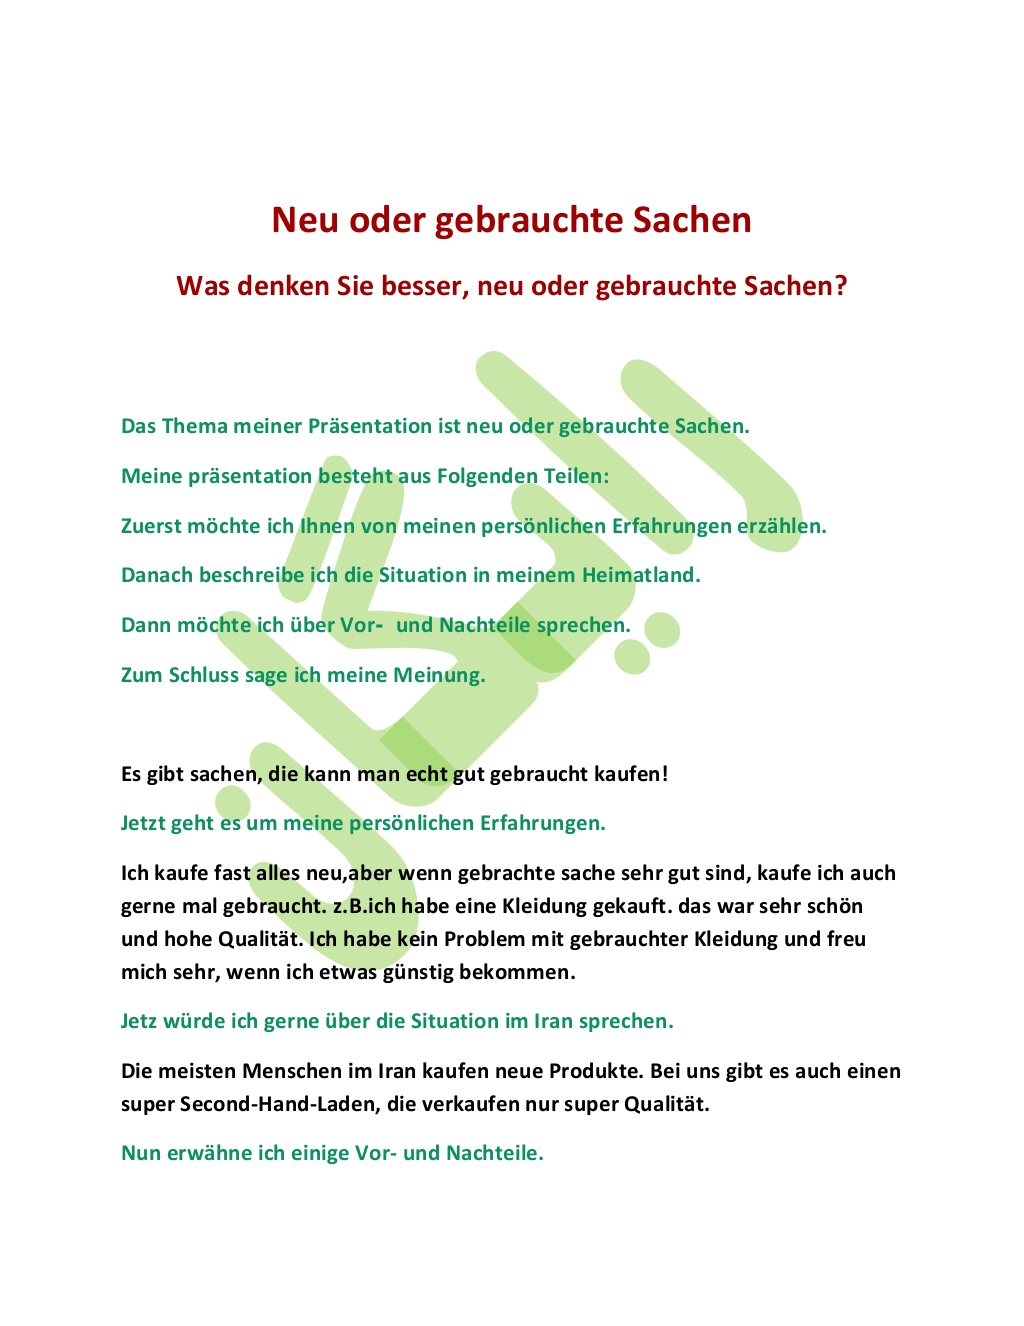 Neu oder gebrauchte Sachen
Was denken Sie besser, neu oder gebrauchte Sachen?
Das Thema meiner Präsentation ist neu oder gebrauchte Sachen.
Meine präsentation besteht aus Folgenden Teilen:
Zuerst möchte ich Ihnen von meinen persönlichen Erfahrungen erzählen.
Danach beschreibe ich die Situation in meinem Heimatland.
Dann möchte ich über Vor-  und Nachteile sprechen.
Zum Schluss sage ich meine Meinung.
Es gibt sachen, die kann man echt gut gebraucht kaufen!
Jetzt geht es um meine persönlichen Erfahrungen.
Ich kaufe fast alles neu,aber wenn gebrachte sache sehr gut sind, kaufe ich auch
gerne mal gebraucht. z.B.ich habe eine Kleidung gekauft. das war sehr schön
und hohe Qualität. Ich habe kein Problem mit gebrauchter Kleidung und freu
mich sehr, wenn ich etwas günstig bekommen.
Jetz würde ich gerne über die Situation im Iran sprechen.
Die meisten Menschen im Iran kaufen neue Produkte. Bei uns gibt es auch einen
super Second-Hand-Laden, die verkaufen nur super Qualität.
Nun erwähne ich einige Vor- und Nachteile.
رایگان